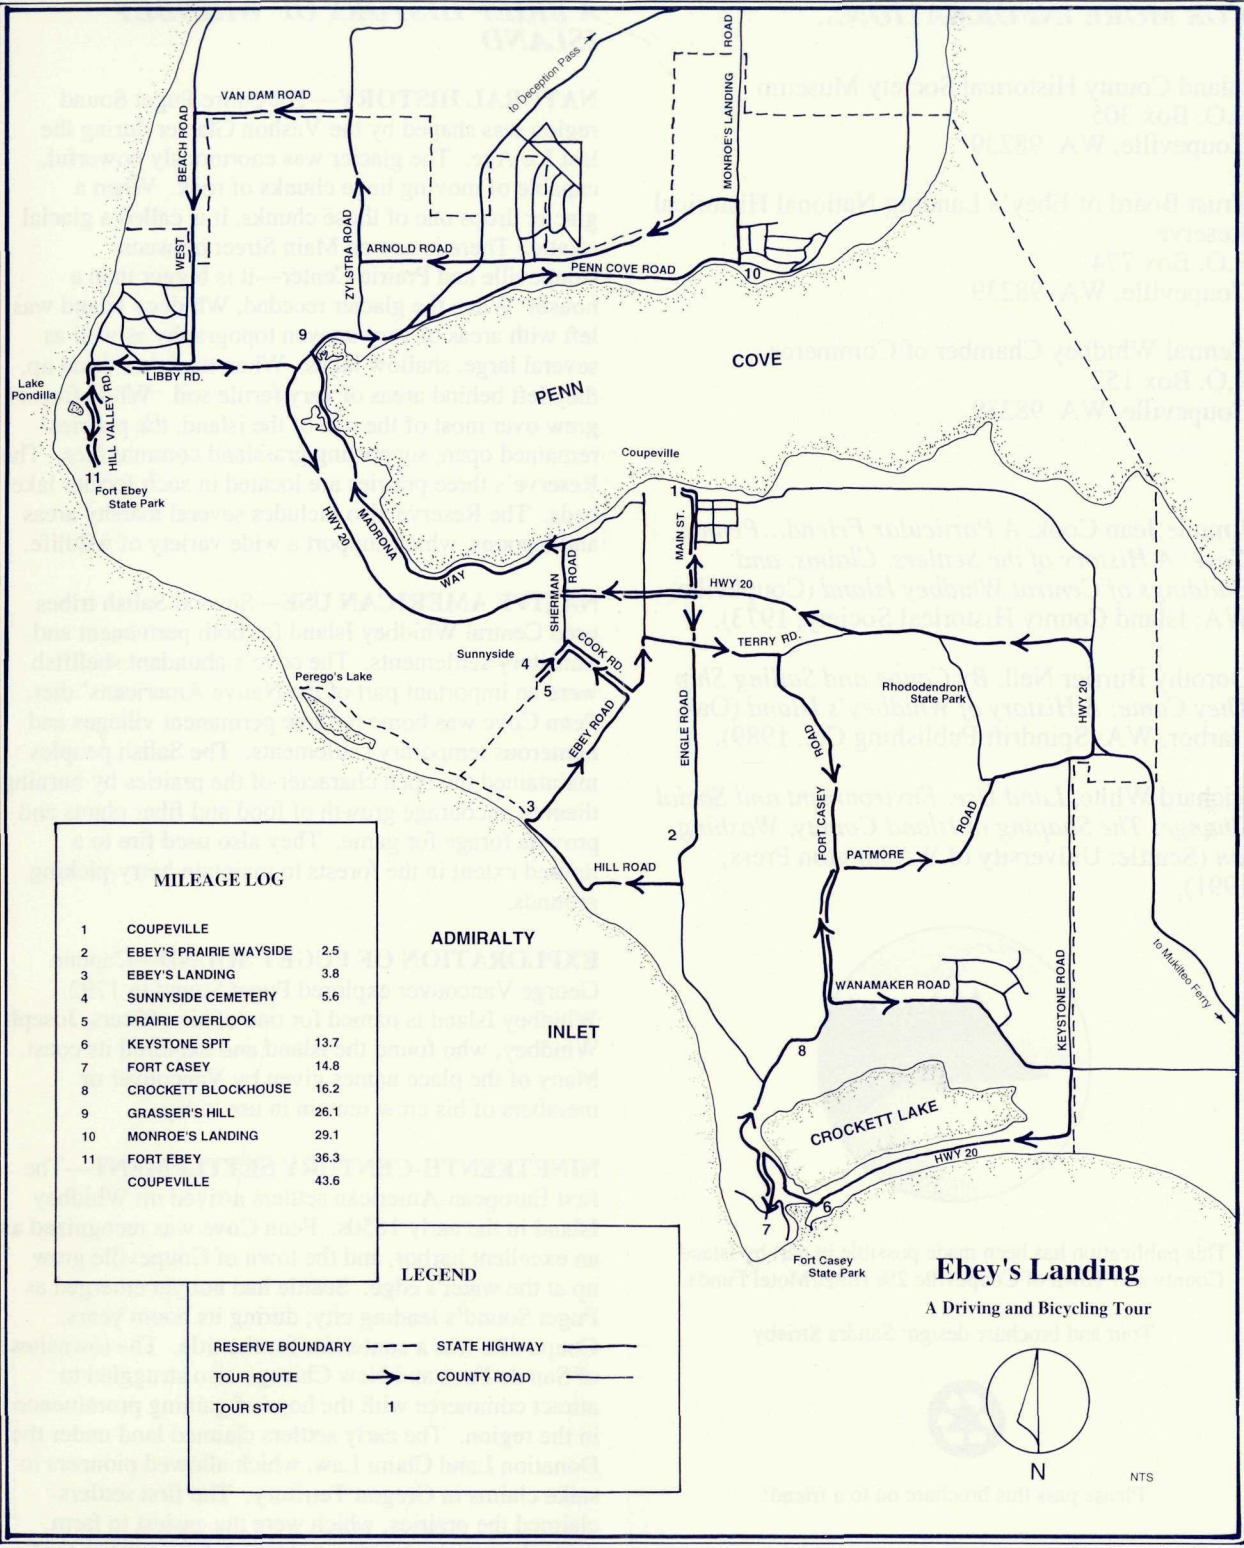 to Deception Pass
ROAD
MONROE'S LANDING
VAN DAM ROAD
BEACH ROAD
WEST
ZYLSTRA ROAD
ARNOLD ROAD
PENN COVE ROAD
10
9
COVE
PENN
LIBBY RD.
Lake
Pondilla
HILL VALLEY RD.
11
Fort Ebey
State Park
HWY 20
MADRONA
WAY
Coupeville
1
MAIN ST.
SHERMAN
ROAD
HWY 20
TERRY RD.
COOK RD.
Sunnyside
4
5
Perego's Lake
EBEY ROAD
ENGLE ROAD
Rhododendron
State Park
HWY 20
ROAD
FORT CASEY
3
2
HILL ROAD
PATMORE
ROAD
to Mukilteo Ferry
KEYSTONE ROAD
WANAMAKER ROAD
ADMIRALTY
INLET
8
CROCKETT LAKE
HWY 20
6
7
Fort Casey
State Park
MILEAGE LOG
1 COUPEVILLE
2 EBEY'S PRAIRIE WAYSIDE 2.5
3 EBEY'S LANDING 3.8
4 SUNNYSIDE CEMETERY 5.6
5 PRAIRIE OVERLOOK
6 KEYSTONE SPIT 13.7
7 FORT CASEY 14.8
8 CROCKETT BLOCKHOUSE 16.7
9 GRASSER'S HILL 26.1
10 MONROE'S LANDING 29.1
11 FORT EBEY 36.3
COUPEVILLE 43.6
LEGEND
RESERVE BOUNDARY
STATE HIGHWAY
TOUR ROUTE
COUNTY ROAD
TOUR STOP 1
Ebey's Landing
A Driving and Bicycling Tour
N
NTS